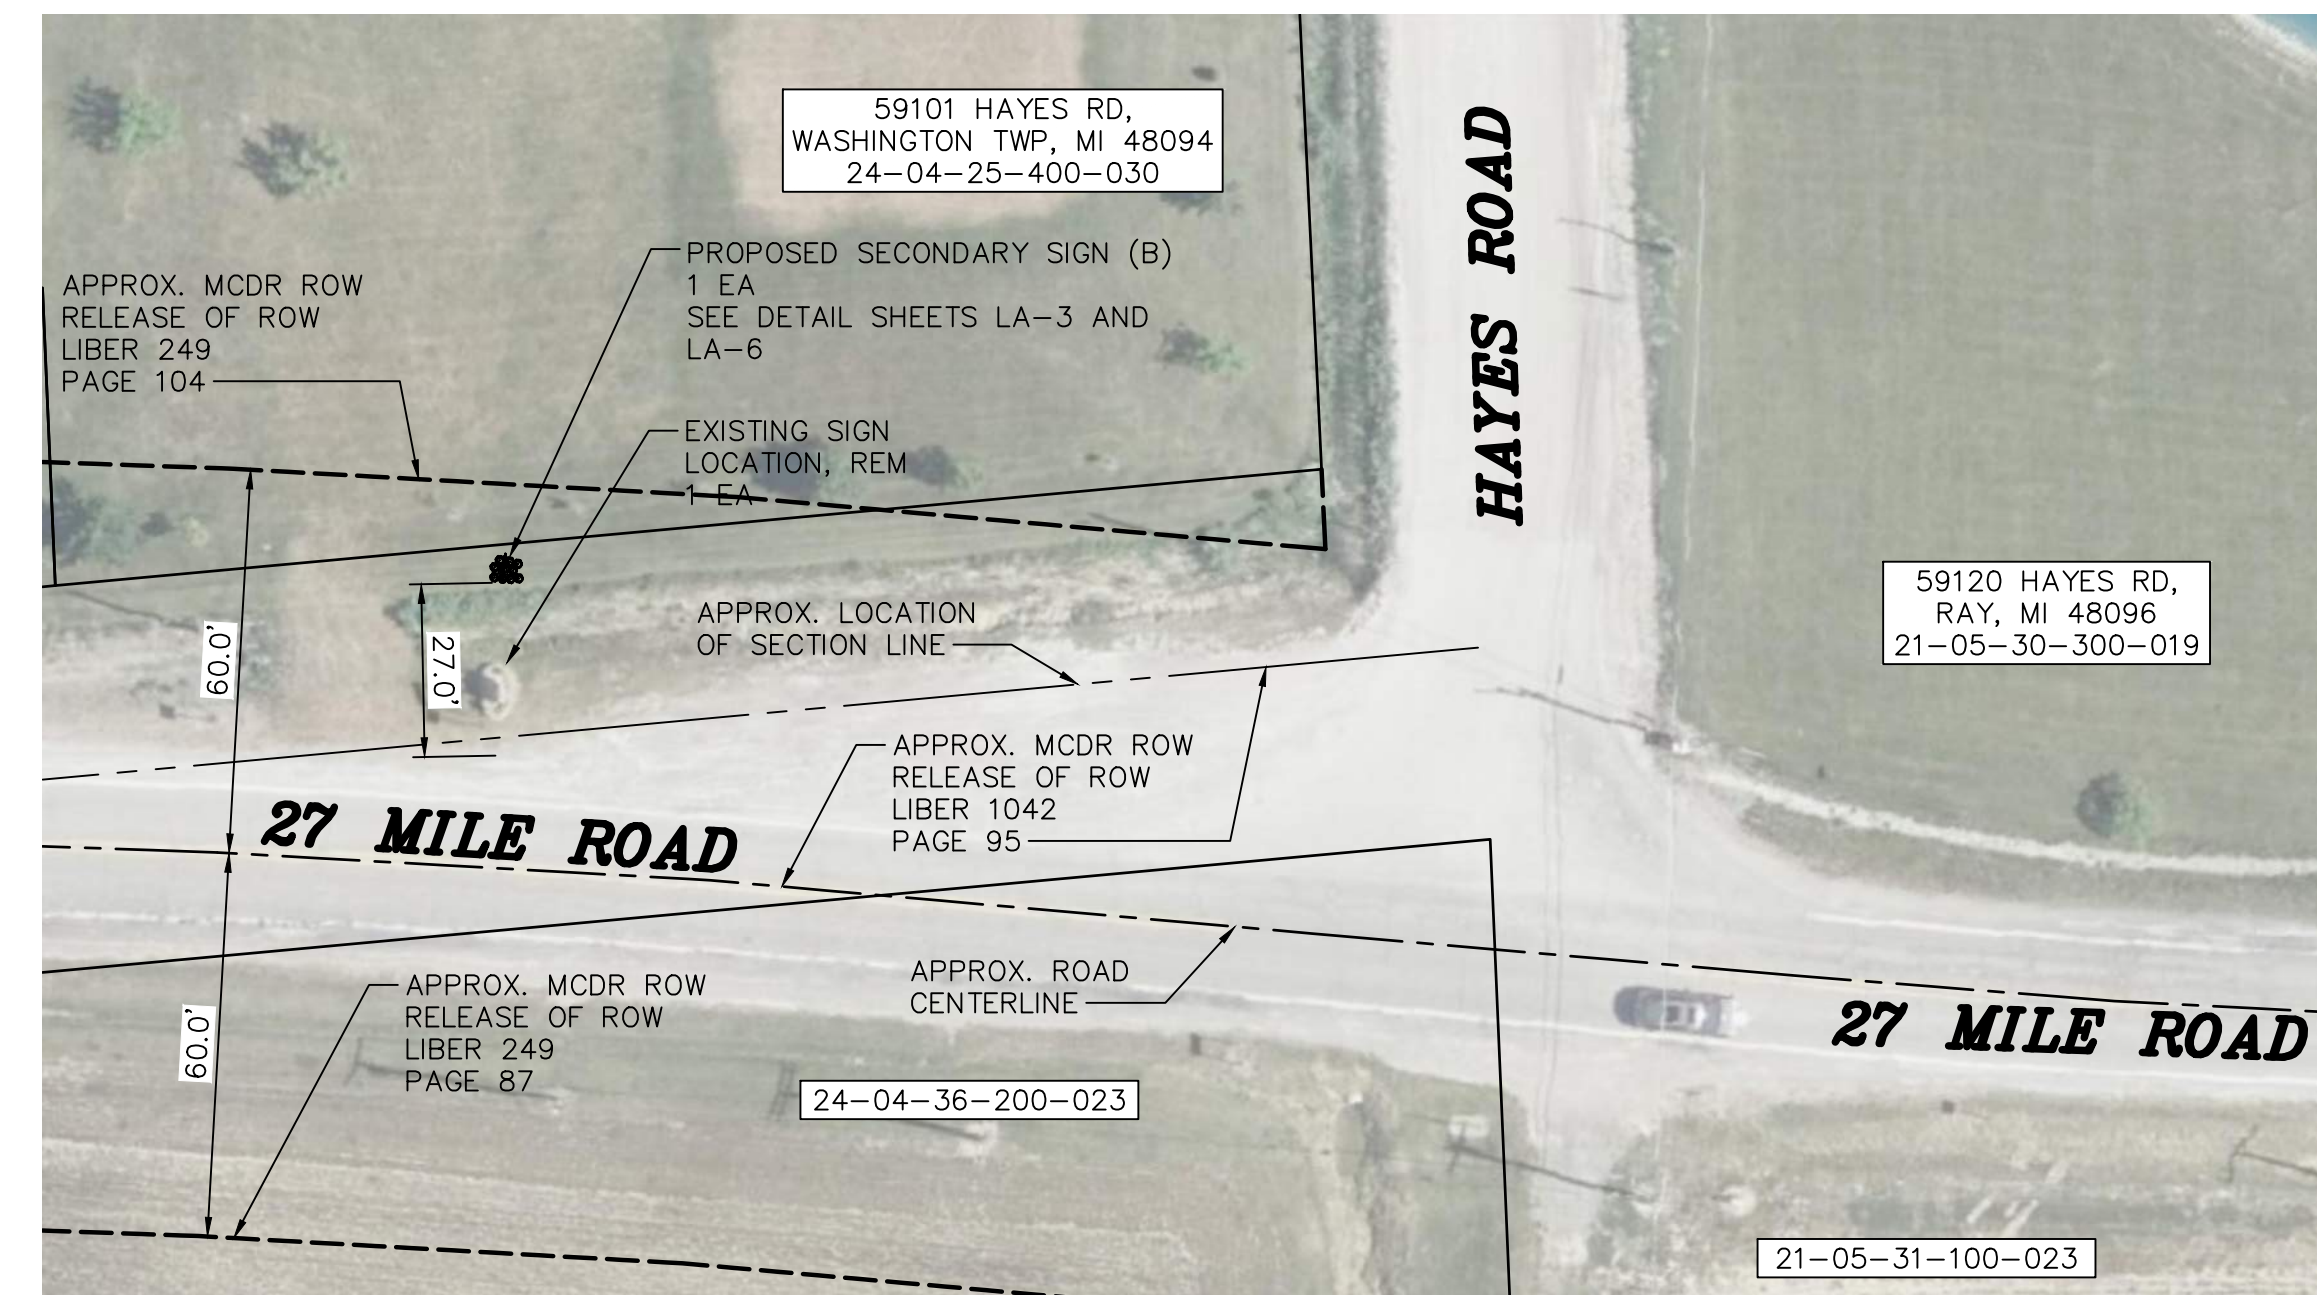 59101 HAYES RD,
WASHINGTON TWP, MI 48094
24-04-25-400-030
HAYES ROAD
PROPOSED SECONDARY SIGN (B)
1 EA
SEE DETAIL SHEETS LA-3 AND
LA-6
APPROX. MCDR ROW
RELEASE OF ROW
LIBER 249
PAGE 104
EXISTING SIGN
LOCATION, REM
1 EA
59120 HAYES RD,
RAY, MI 48096
21-05-30-300-019
APPROX. LOCATION
OF SECTION LINE
60.0'
27.0'
APPROX. MCDR ROW
RELEASE OF ROW
LIBER 1042
PAGE 95
27 MILE ROAD
APPROX. ROAD
CENTERLINE
APPROX. MCDR ROW
RELEASE OF ROW
LIBER 249
PAGE 87
60.0'
27 MILE ROAD
24-04-36-200-023
21-05-31-100-023